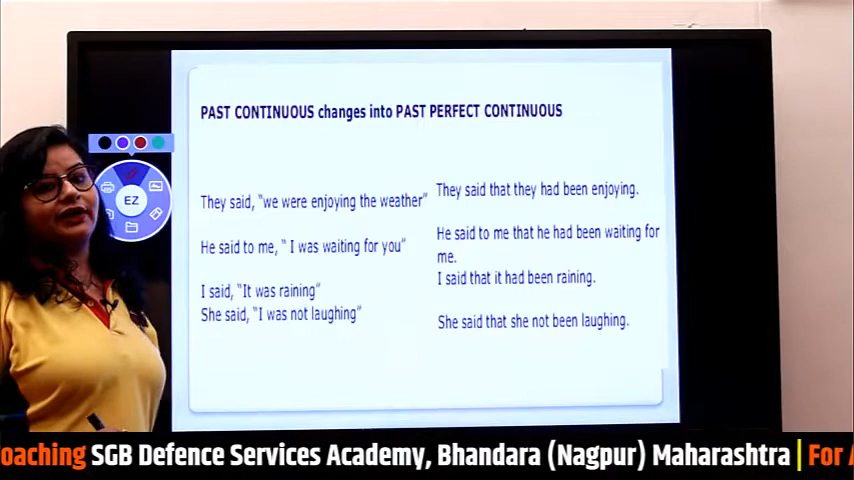 PAST CONTINUOUS changes into PAST PERFECT CONTINUOUS
EZ
They said, "we were enjoying the weather"
He said to me, " I was waiting for you"
I said, "It was raining"
She said, "I was not laughing"
They said that they had been enjoying.
He said to me that he had been waiting for
me.
I said that it had been raining.
She said that she not been laughing.
oaching SGB Defence Services Academy, Bhandara (Nagpur) Maharashtra | For